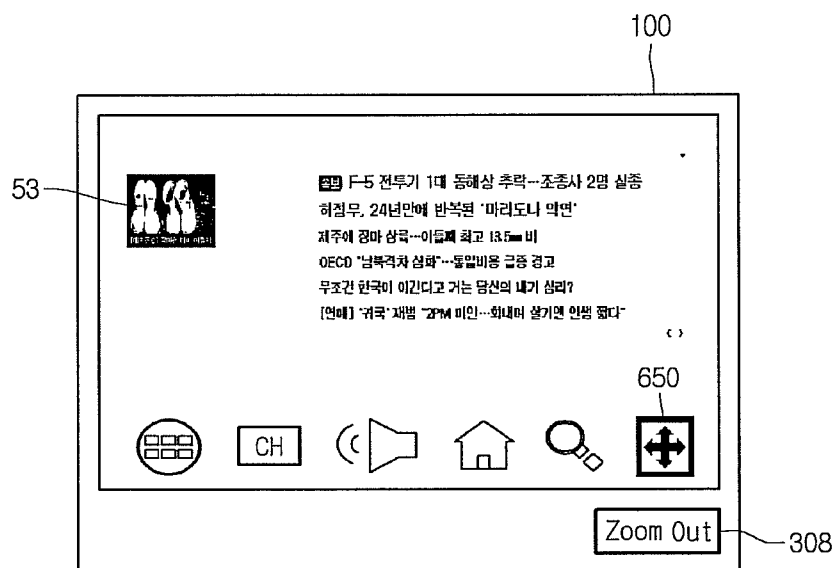 100
53
속보 F-5 전투기 1대 동해상 추락…조종사 2명 실종
허정무, 24년만에 반복된 '마라도나 악연'
제주에 장마 상륙…이틀째 최고 13.5㎜ 비
OECD "남북격차 심화"…통일비용 급증 경고
무조건 한국이 이긴다고 거는 당신의 내기 심리?
[연예] '귀국' 재범 "2PM 미안…화내며 살기엔 인생 짧다"
< >
650
CH
Zoom Out
308